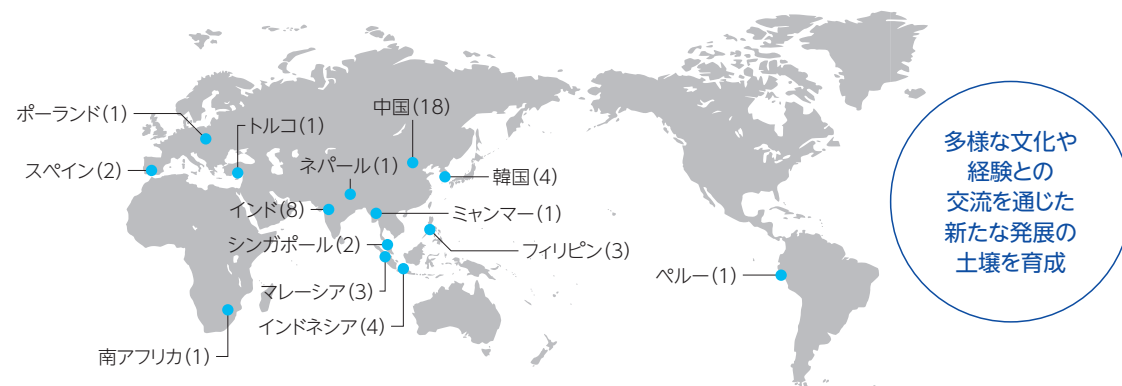 ポーランド(1)
トルコ(1)
中国(18)
スペイン(2)
ネパール(1)
韓国(4)
インド(8)
ミャンマー(1)
シンガポール(2)
フィリピン(3)
マレーシア(3)
インドネシア(4)
南アフリカ(1)
ペルー(1)
多様な文化や
経験との
交流を通じた
新たな発展の
土壌を育成